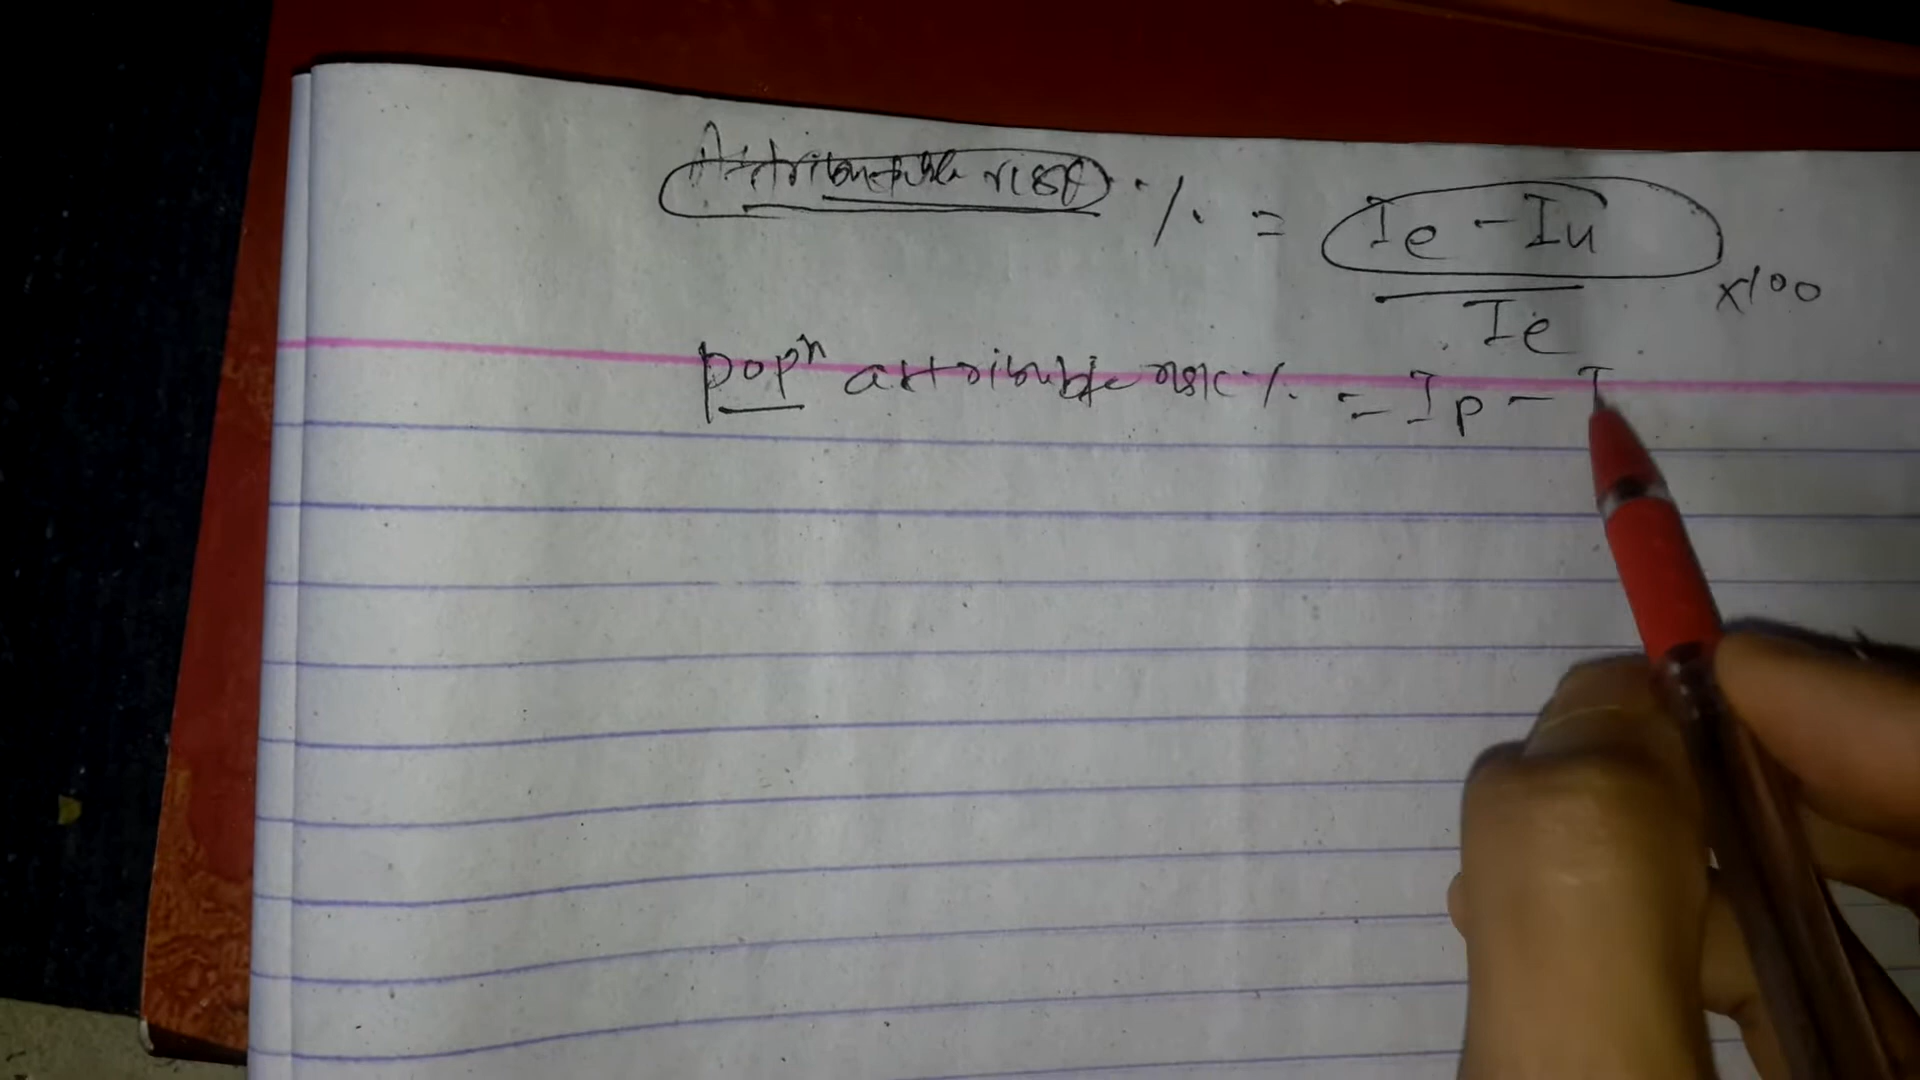 Attributable risk % = Ie - Iu
Ie
x100
popn attributable risk % = Ip - I